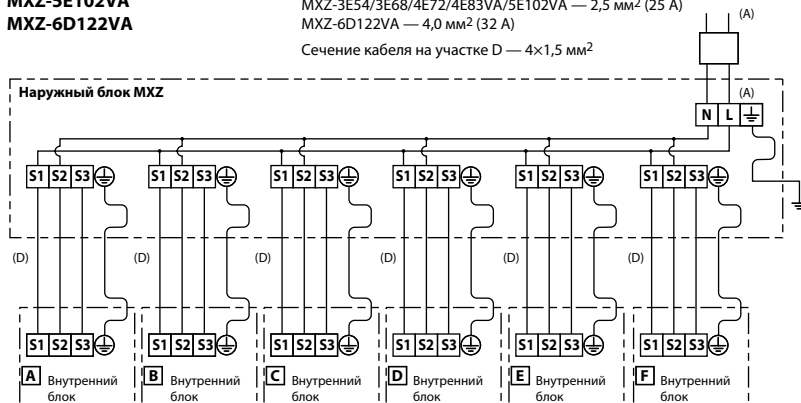 MXZ-5E102VA
MXZ-6D122VA
MXZ-3E54/3E68/4E72/4E83VA/5E102VA — 2,5 мм² (25 А)
MXZ-6D122VA — 4,0 мм² (32 А)
Сечение кабеля на участке D — 4×1,5 мм²
(A)
Наружный блок MXZ
(A)
N L
S1 S2 S3 S1 S2 S3 S1 S2 S3 S1 S2 S3 S1 S2 S3 S1 S2 S3
(D) (D) (D) (D) (D) (D)
S1 S2 S3 S1 S2 S3 S1 S2 S3 S1 S2 S3 S1 S2 S3 S1 S2 S3
A Внутренний блок
B Внутренний блок
C Внутренний блок
D Внутренний блок
E Внутренний блок
F Внутренний блок